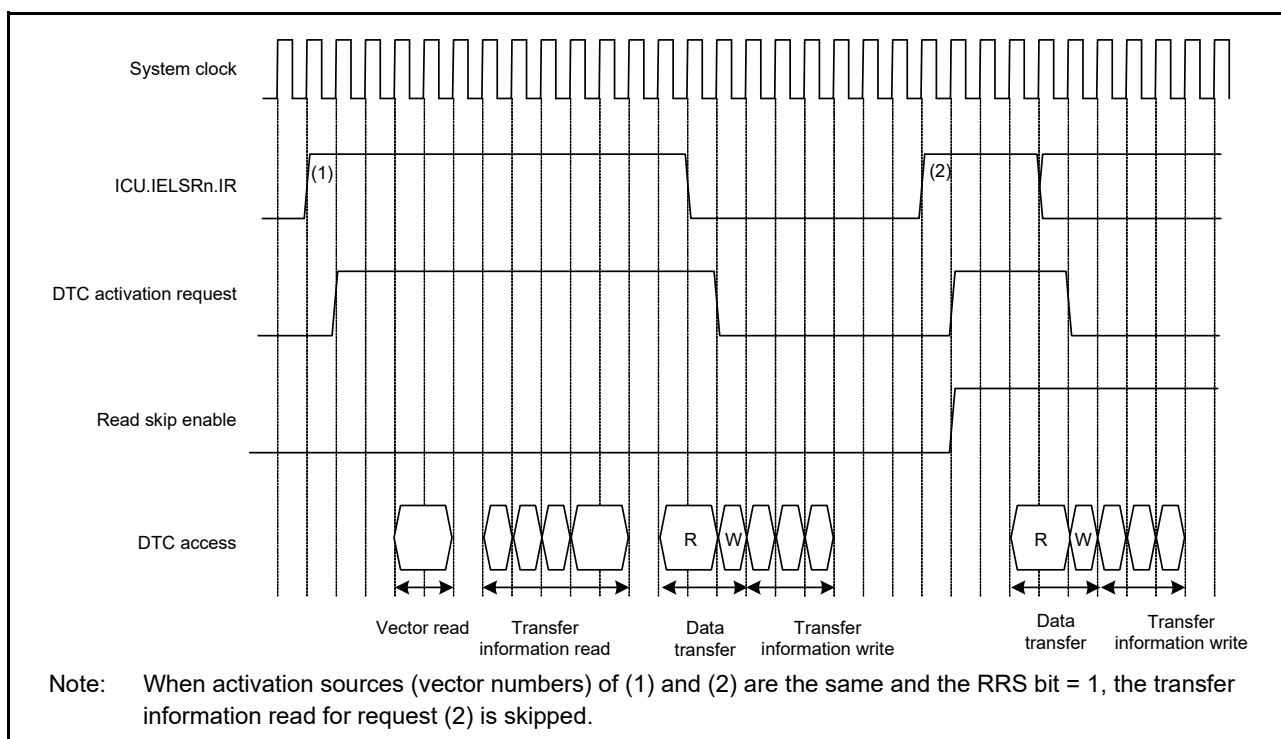 System clock
(1)
(2)
ICU.IELSRn.IR
DTC activation request
Read skip enable
DTC access
R
W
R
W
Vector read
Transfer
information read
Data
transfer
Transfer
information write
Data
transfer
Transfer
information write
Note: When activation sources (vector numbers) of (1) and (2) are the same and the RRS bit = 1, the transfer
information read for request (2) is skipped.